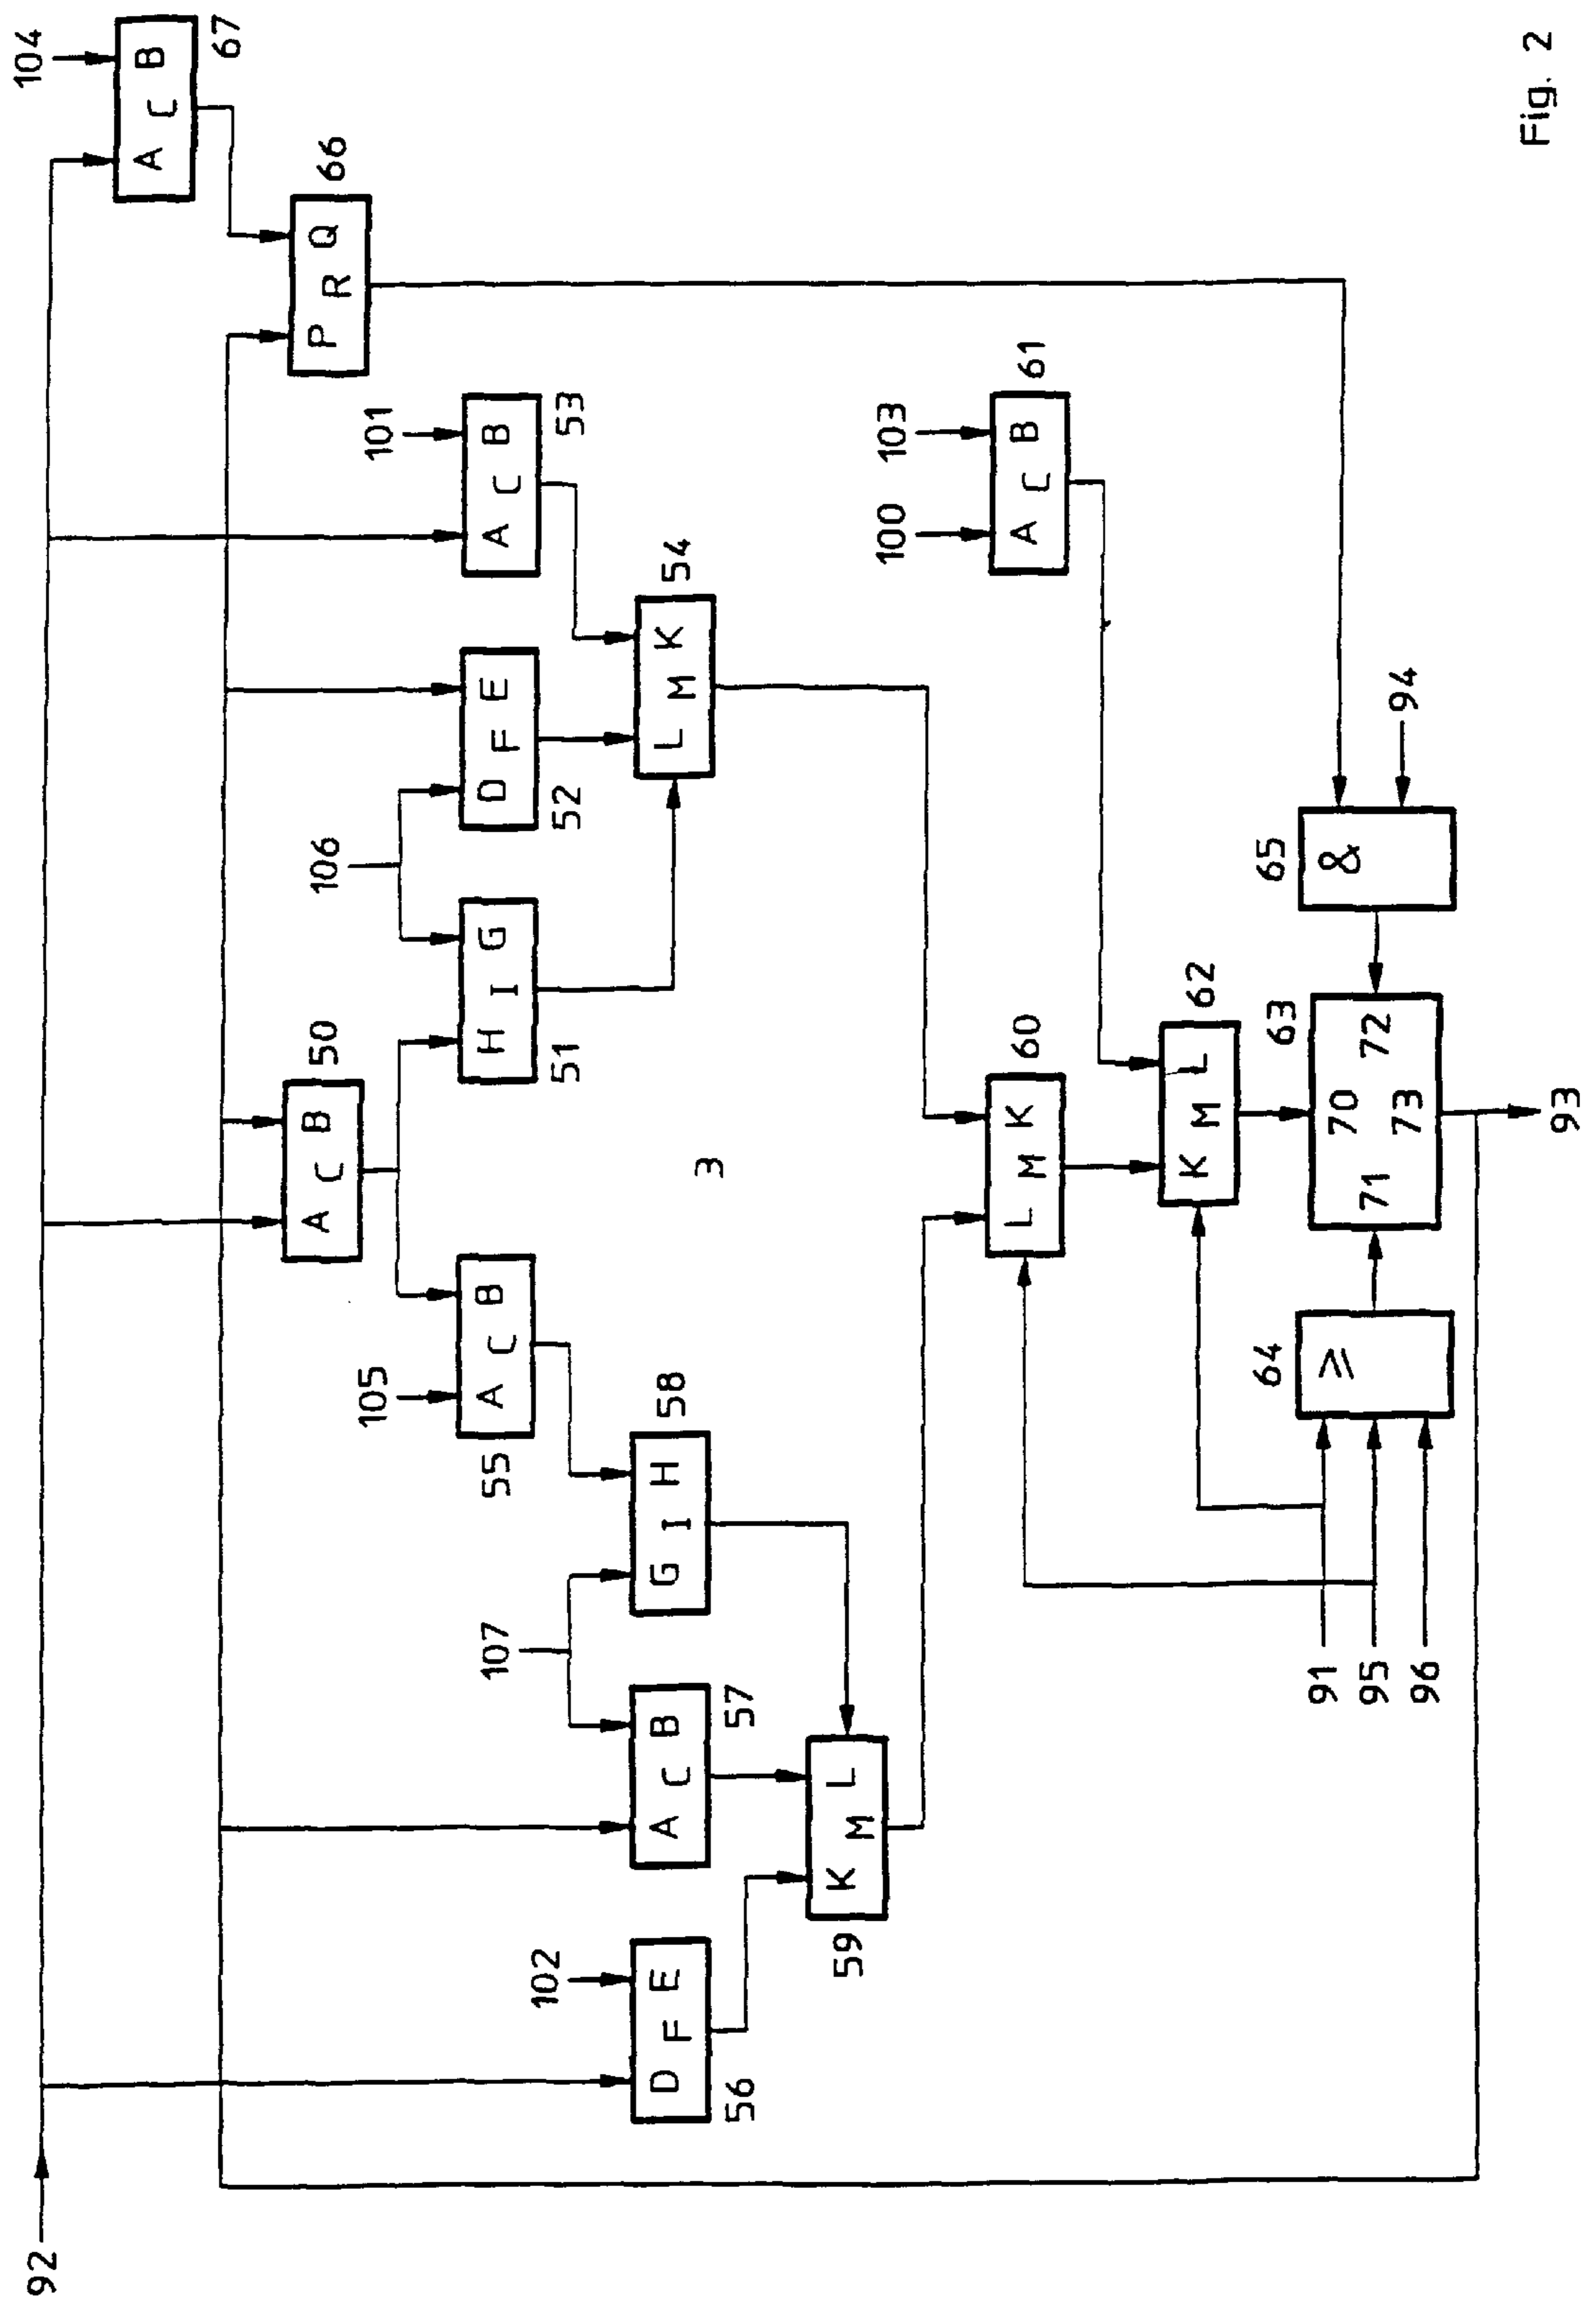 104
A C B
67
P R Q
66
101
A C B
53
D E F
52
106
H I G
51
L M K
54
A C B
50
105
A C B
55
3
100
103
A C B
61
107
G I H
58
A C B
57
102
D F E
56
K M L
59
L M K
60
K M L
62
63
70
71
72
73
64
≥
65
&
94
91
95
96
92
93
Fig. 2